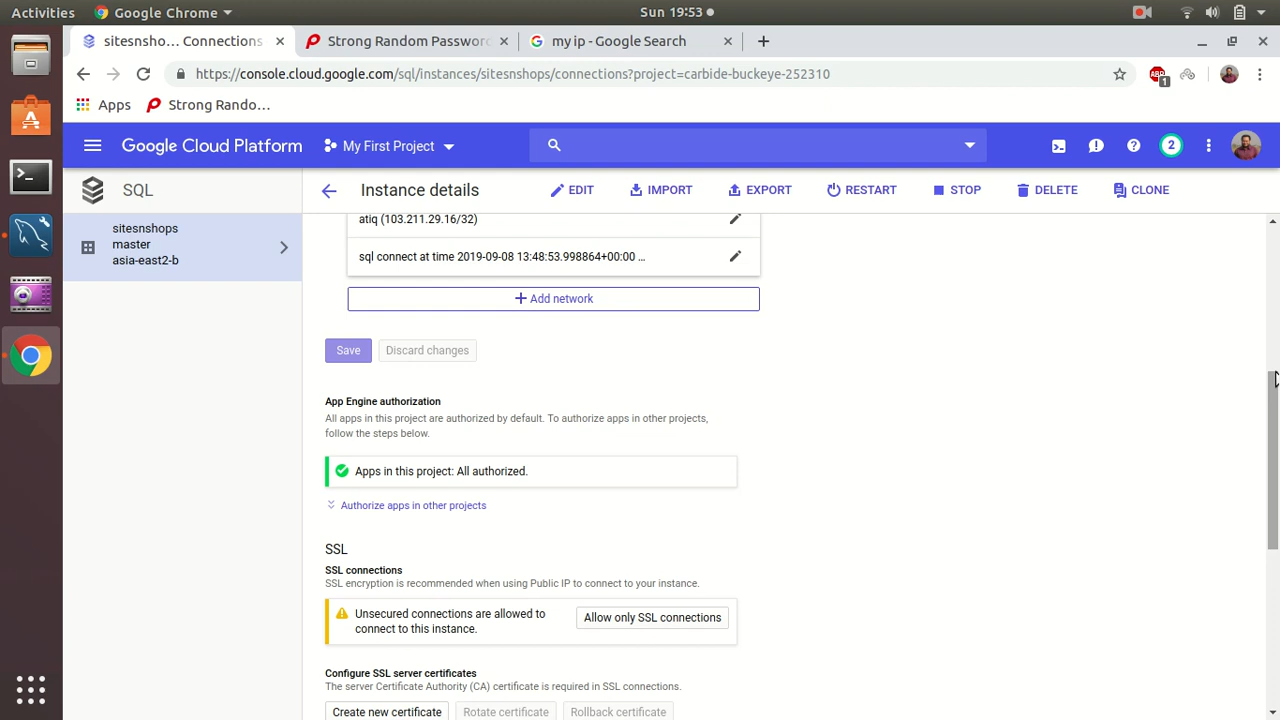 Activities
Google Chrome
Sun 19:53
sitesnsho… Connections
Strong Random Passwor
my ip - Google Search
https://console.cloud.google.com/sql/instances/sitesnshops/connections?project=carbide-buckeye-252310
ABP
1
Apps
Strong Rando...
Google Cloud Platform
My First Project
2
SQL
Instance details
EDIT
IMPORT
EXPORT
RESTART
STOP
DELETE
CLONE
sitesnshops
master
asia-east2-b
atiq (103.211.29.16/32)
sql connect at time 2019-09-08 13:48:53.998864+00:00 ...
Add network
Save
Discard changes
App Engine authorization
All apps in this project are authorized by default. To authorize apps in other projects,
follow the steps below.
Apps in this project: All authorized.
Authorize apps in other projects
SSL
SSL connections
SSL encryption is recommended when using Public IP to connect to your instance.
Unsecured connections are allowed to
connect to this instance.
Allow only SSL connections
Configure SSL server certificates
The server Certificate Authority (CA) certificate is required in SSL connections.
Create new certificate
Rotate certificate
Rollback certificate